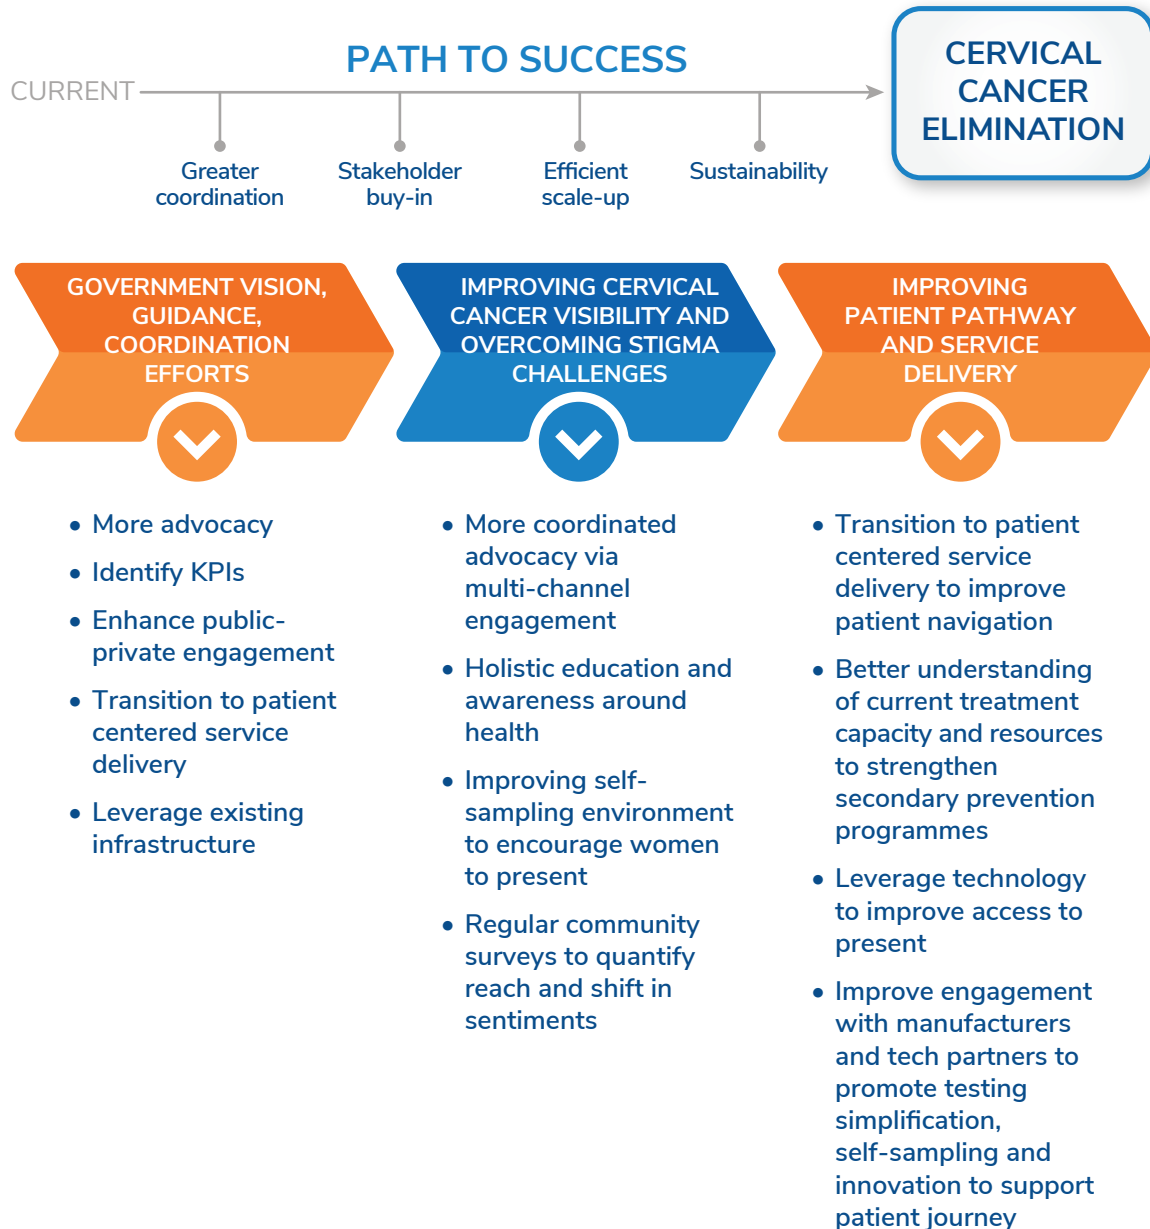 PATH TO SUCCESS
CURRENT
CERVICAL
CANCER
ELIMINATION
Greater
coordination
Stakeholder
buy-in
Efficient
scale-up
Sustainability
GOVERNMENT VISION,
GUIDANCE,
COORDINATION
EFFORTS
• More advocacy
• Identify KPIs
• Enhance public-
private engagement
• Transition to patient
centered service
delivery
• Leverage existing
infrastructure
IMPROVING CERVICAL
CANCER VISIBILITY AND
OVERCOMING STIGMA
CHALLENGES
• More coordinated
advocacy via
multi-channel
engagement
• Holistic education and
awareness around
health
• Improving self-
sampling environment
to encourage women
to present
• Regular community
surveys to quantify
reach and shift in
sentiments
IMPROVING
PATIENT PATHWAY
AND SERVICE
DELIVERY
• Transition to patient
centered service
delivery to improve
patient navigation
• Better understanding
of current treatment
capacity and resources
to strengthen
secondary prevention
programmes
• Leverage technology
to improve access to
present
• Improve engagement
with manufacturers
and tech partners to
promote testing
simplification,
self-sampling and
innovation to support
patient journey